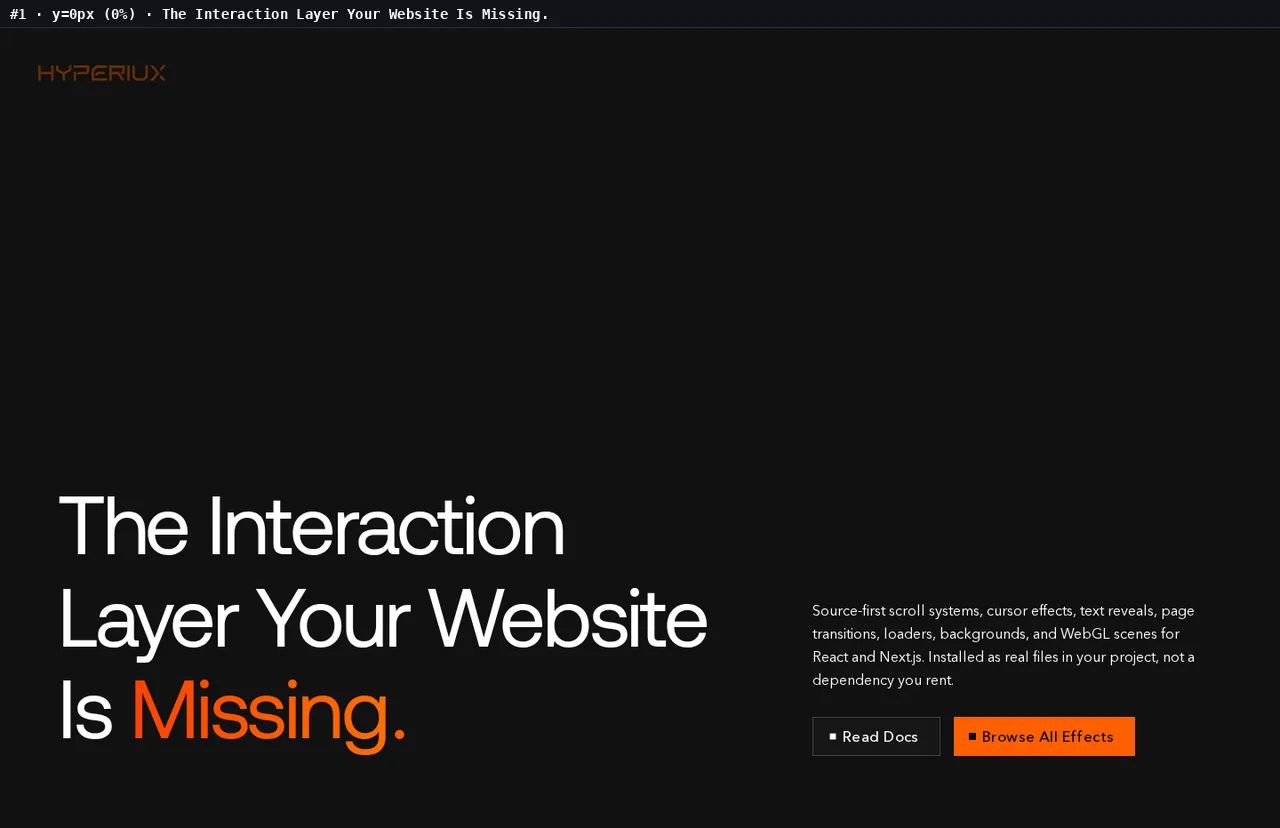 #1 · y=0px (0%) · The Interaction Layer Your Website Is Missing.
HYPERIUX
The Interaction
Layer Your Website
Is Missing.
Source-first scroll systems, cursor effects, text reveals, page
transitions, loaders, backgrounds, and WebGL scenes for
React and Next.js. Installed as real files in your project, not a
dependency you rent.
Read Docs
Browse All Effects